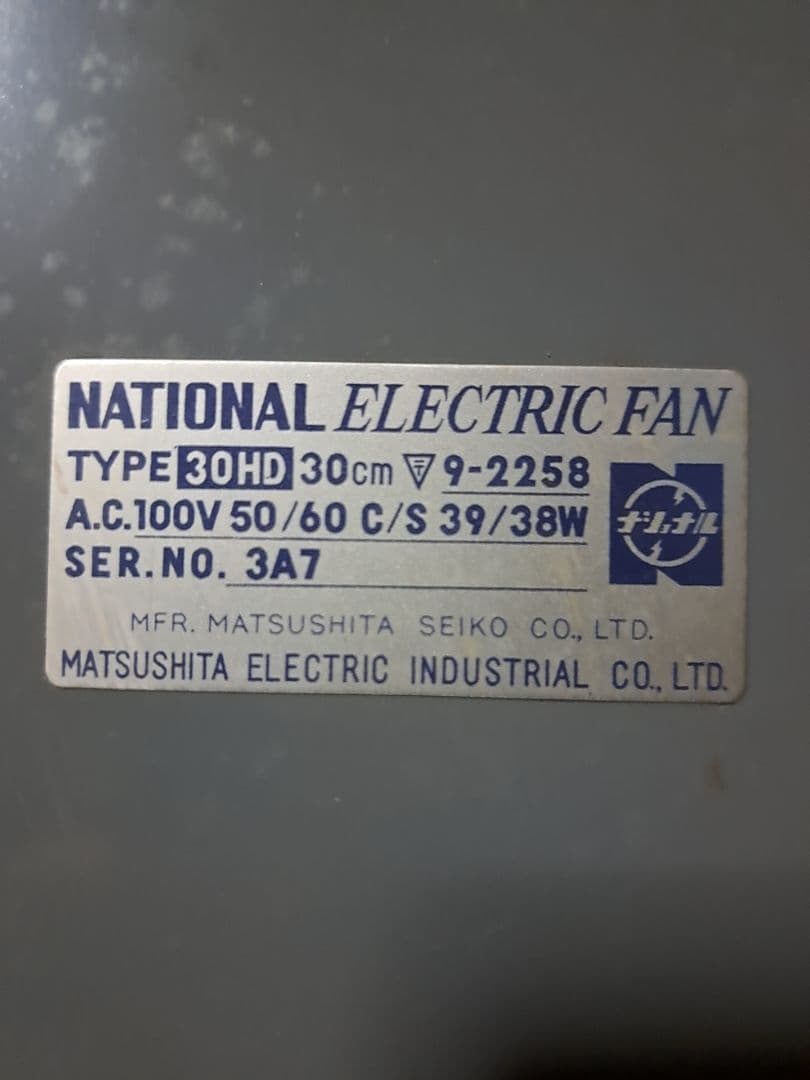 NATIONAL ELECTRIC FAN
TYPE 30HD 30cm 〒 9-2258
A.C.100V 50/60 C/S 39/38W
ナショナル
SER.NO. 3A7
MFR. MATSUSHITA SEIKO CO., LTD.
MATSUSHITA ELECTRIC INDUSTRIAL CO., LTD.